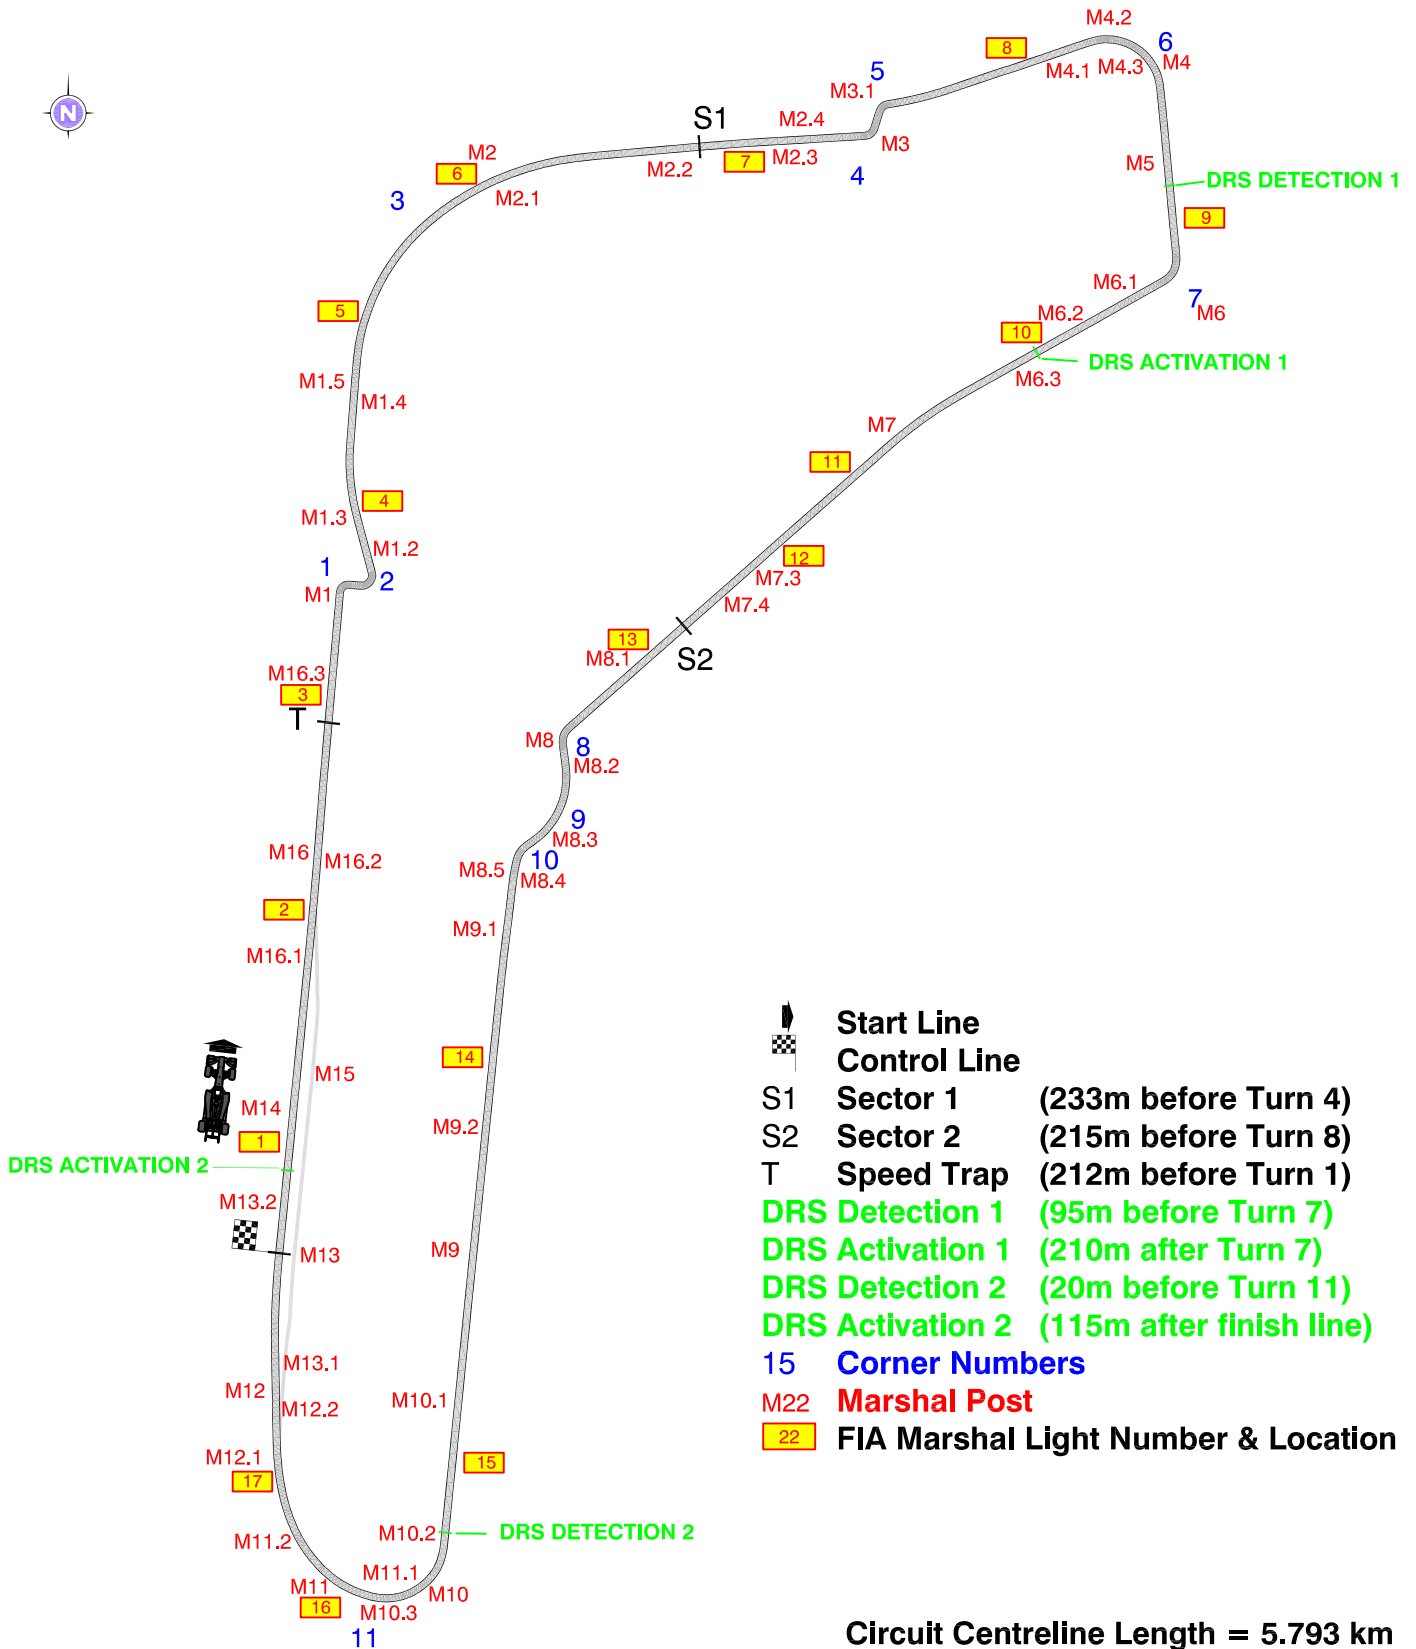 N
M4.2
6
8
M4.1
M4.3
M4
5
M3.1
S1
M2.4
M3
M2
M2.2
7
M2.3
4
M5
DRS DETECTION 1
6
M2.1
3
9
M6.1
7
M6
5
M6.2
10
DRS ACTIVATION 1
M6.3
M1.5
M1.4
M7
11
4
M1.3
M1.2
12
M7.3
1
2
M1
M7.4
13
M8.1
S2
M16.3
3
T
M8
8
M8.2
9
M8.3
M16
M16.2
10
M8.5
M8.4
2
M9.1
M16.1
14
M15
M14
1
M9.2
DRS ACTIVATION 2
M13.2
M13
M9
M13.1
M12
M12.2
M10.1
M12.1
17
15
M11.2
M10.2
DRS DETECTION 2
M11.1
M11
M10
16
M10.3
11
Start Line
Control Line
S1 Sector 1 (233m before Turn 4)
S2 Sector 2 (215m before Turn 8)
T Speed Trap (212m before Turn 1)
DRS Detection 1 (95m before Turn 7)
DRS Activation 1 (210m after Turn 7)
DRS Detection 2 (20m before Turn 11)
DRS Activation 2 (115m after finish line)
15 Corner Numbers
M22 Marshal Post
22 FIA Marshal Light Number & Location
Circuit Centreline Length = 5.793 km